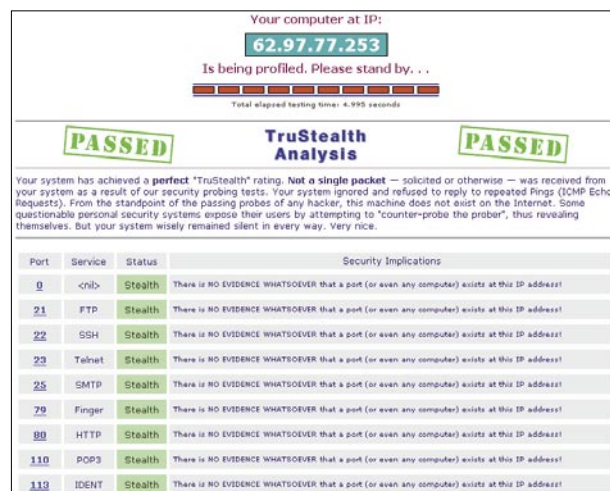 Your computer at IP:
62.97.77.253
Is being profiled. Please stand by. . .
Total elapsed testing time: 4.995 seconds
PASSED TruStealth PASSED
Analysis
Your system has achieved a perfect "TruStealth" rating. Not a single packet — solicited or otherwise — was received from
your system as a result of our security probing tests. Your system ignored and refused to reply to repeated Pings (ICMP Echo
Requests). From the standpoint of the passing probes of any hacker, this machine does not exist on the Internet. Some
questionable personal security systems expose their users by attempting to "counter-probe the prober", thus revealing
themselves. But your system wisely remained silent in every way. Very nice.
Port Service Status Security Implications
0 <nil> Stealth There is NO EVIDENCE WHATSOEVER that a port (or even any computer) exists at this IP address!
21 FTP Stealth There is NO EVIDENCE WHATSOEVER that a port (or even any computer) exists at this IP address!
22 SSH Stealth There is NO EVIDENCE WHATSOEVER that a port (or even any computer) exists at this IP address!
23 Telnet Stealth There is NO EVIDENCE WHATSOEVER that a port (or even any computer) exists at this IP address!
25 SMTP Stealth There is NO EVIDENCE WHATSOEVER that a port (or even any computer) exists at this IP address!
79 Finger Stealth There is NO EVIDENCE WHATSOEVER that a port (or even any computer) exists at this IP address!
80 HTTP Stealth There is NO EVIDENCE WHATSOEVER that a port (or even any computer) exists at this IP address!
110 POP3 Stealth There is NO EVIDENCE WHATSOEVER that a port (or even any computer) exists at this IP address!
113 IDENT Stealth There is NO EVIDENCE WHATSOEVER that a port (or even any computer) exists at this IP address!